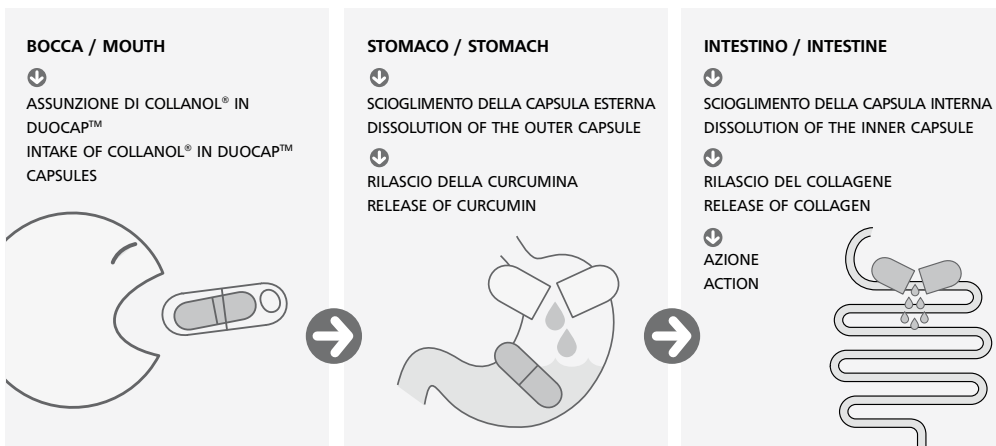 BOCCA / MOUTH
ASSUNZIONE DI COLLANOL® IN
DUOCAP™
INTAKE OF COLLANOL® IN DUOCAP™
CAPSULES
STOMACO / STOMACH
SCIOGLIMENTO DELLA CAPSULA ESTERNA
DISSOLUTION OF THE OUTER CAPSULE
RILASCIO DELLA CURCUMINA
RELEASE OF CURCUMIN
INTESTINO / INTESTINE
SCIOGLIMENTO DELLA CAPSULA INTERNA
DISSOLUTION OF THE INNER CAPSULE
RILASCIO DEL COLLAGENE
RELEASE OF COLLAGEN
AZIONE
ACTION